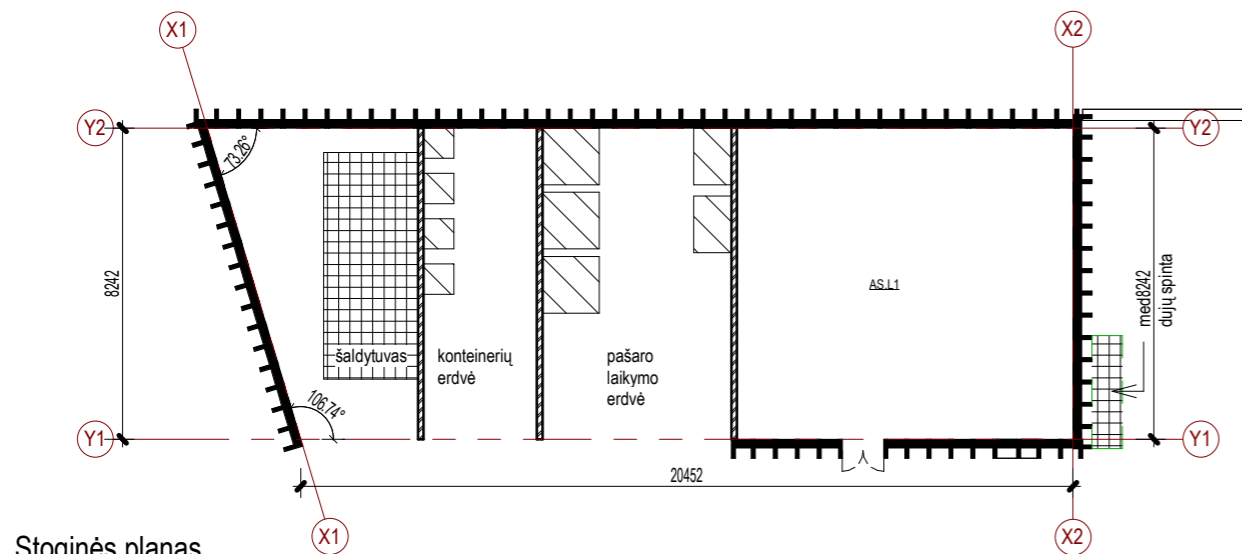 X1
X2
Y2
Y2
73.26°
8242
AS.L1
med8242
dujų spinta
šaldytuvas
konteinerių
erdvė
pašaro
laikymo
erdvė
106.74°
Y1
Y1
20452
X1
X2
Stoginės planas